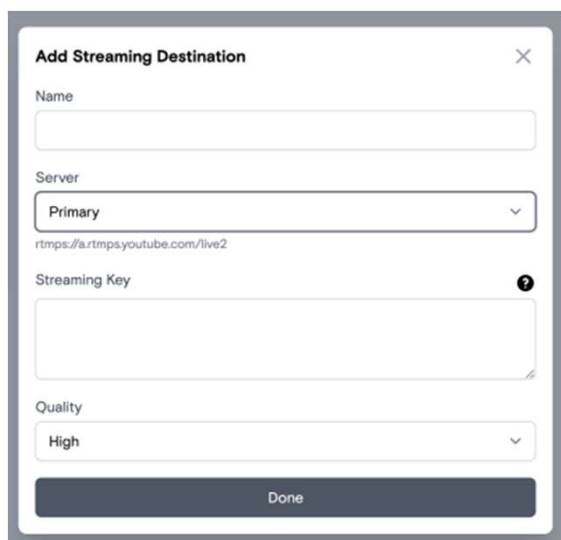 Add Streaming Destination
Name
Server
Primary
rtmps://a.rtmps.youtube.com/live2
Streaming Key
?
Quality
High
Done